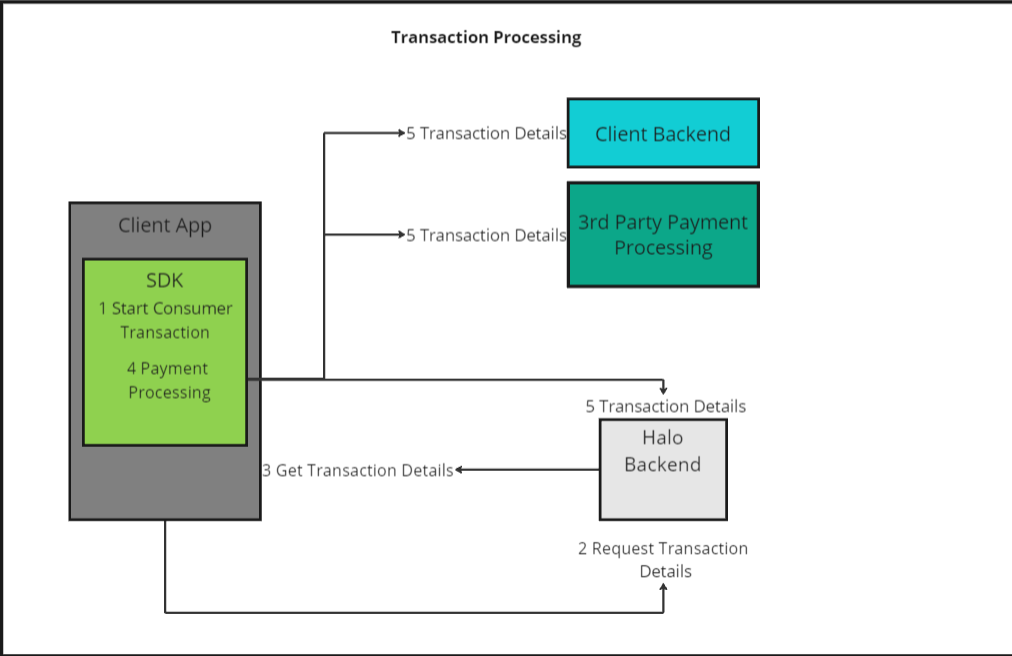 Transaction Processing
5 Transaction Details
Client Backend
5 Transaction Details
3rd Party Payment
Processing
Client App
SDK
1 Start Consumer
Transaction
4 Payment
Processing
5 Transaction Details
Halo
Backend
3 Get Transaction Details
2 Request Transaction
Details